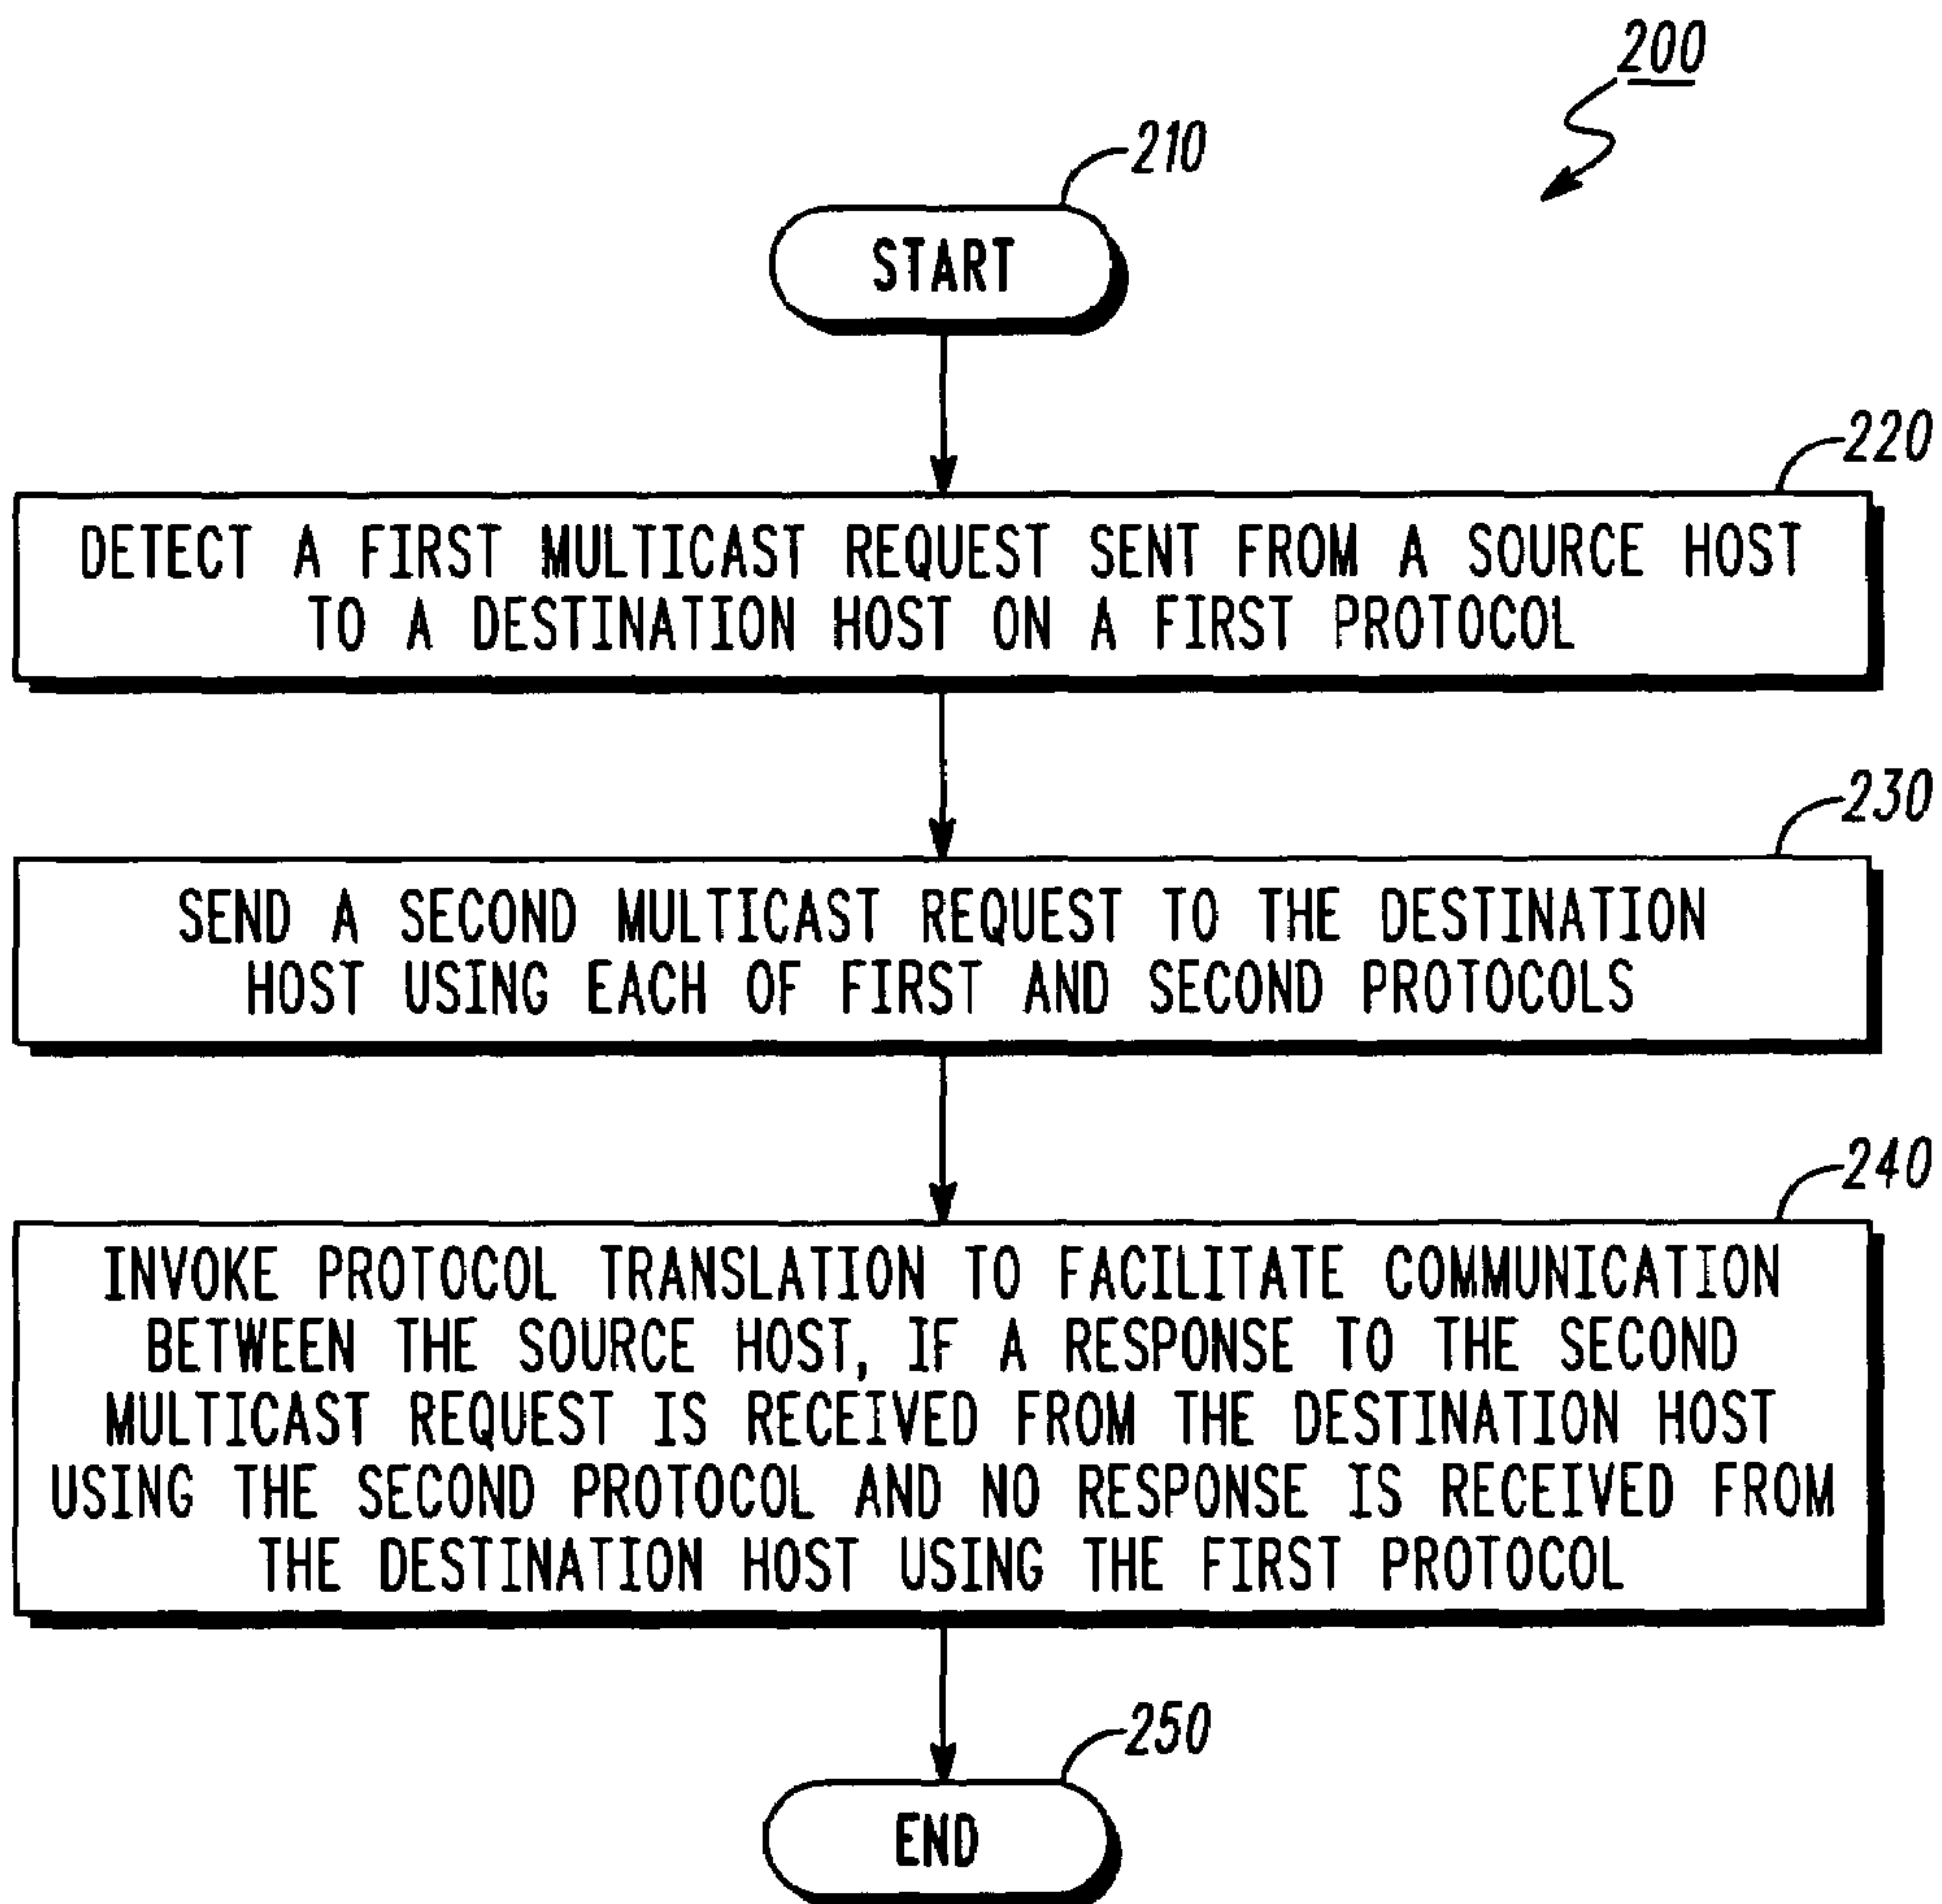 200
210
START
220
DETECT A FIRST MULTICAST REQUEST SENT FROM A SOURCE HOST
TO A DESTINATION HOST ON A FIRST PROTOCOL
230
SEND A SECOND MULTICAST REQUEST TO THE DESTINATION
HOST USING EACH OF FIRST AND SECOND PROTOCOLS
240
INVOKE PROTOCOL TRANSLATION TO FACILITATE COMMUNICATION
BETWEEN THE SOURCE HOST, IF A RESPONSE TO THE SECOND
MULTICAST REQUEST IS RECEIVED FROM THE DESTINATION HOST
USING THE SECOND PROTOCOL AND NO RESPONSE IS RECEIVED FROM
THE DESTINATION HOST USING THE FIRST PROTOCOL
250
END